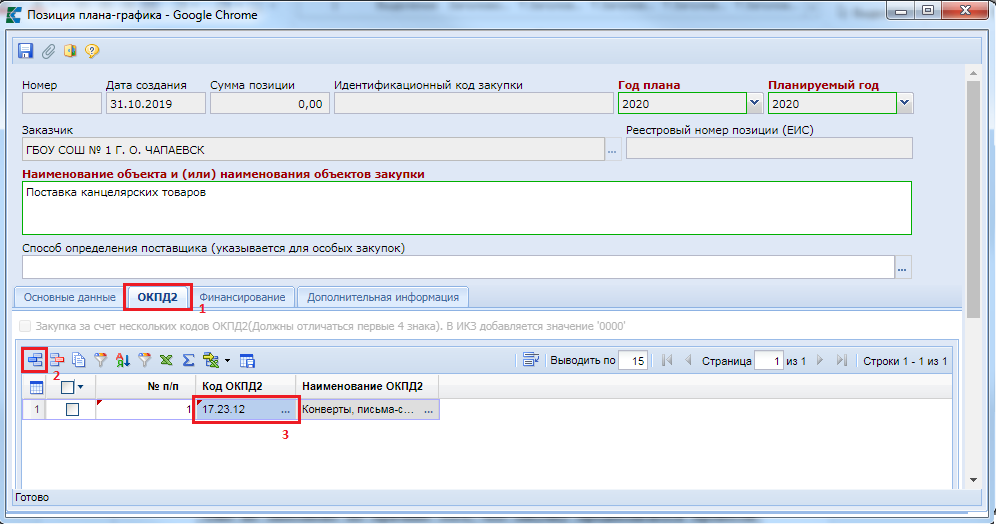 Позиция плана-графика - Google Chrome
Номер Дата создания Сумма позиции Идентификационный код закупки Год плана Планируемый год
31.10.2019 0,00 2020 2020
Заказчик Реестровый номер позиции (ЕИС)
ГБОУ СОШ № 1 Г. О. ЧАПАЕВСК ...
Наименование объекта и (или) наименования объектов закупки
Поставка канцелярских товаров
Способ определения поставщика (указывается для особых закупок)
...
Основные данные ОКПД2 Финансирование Дополнительная информация
1
Закупка за счет нескольких кодов ОКПД2(Должны отличаться первые 4 знака). В ИКЗ добавляется значение '0000'
Выводить по 15 Страница 1 из 1 Строки 1 - 1 из 1
2
№ п/п Код ОКПД2 Наименование ОКПД2
1 1 17.23.12 ... Конверты, письма-с... ...
3
Готово